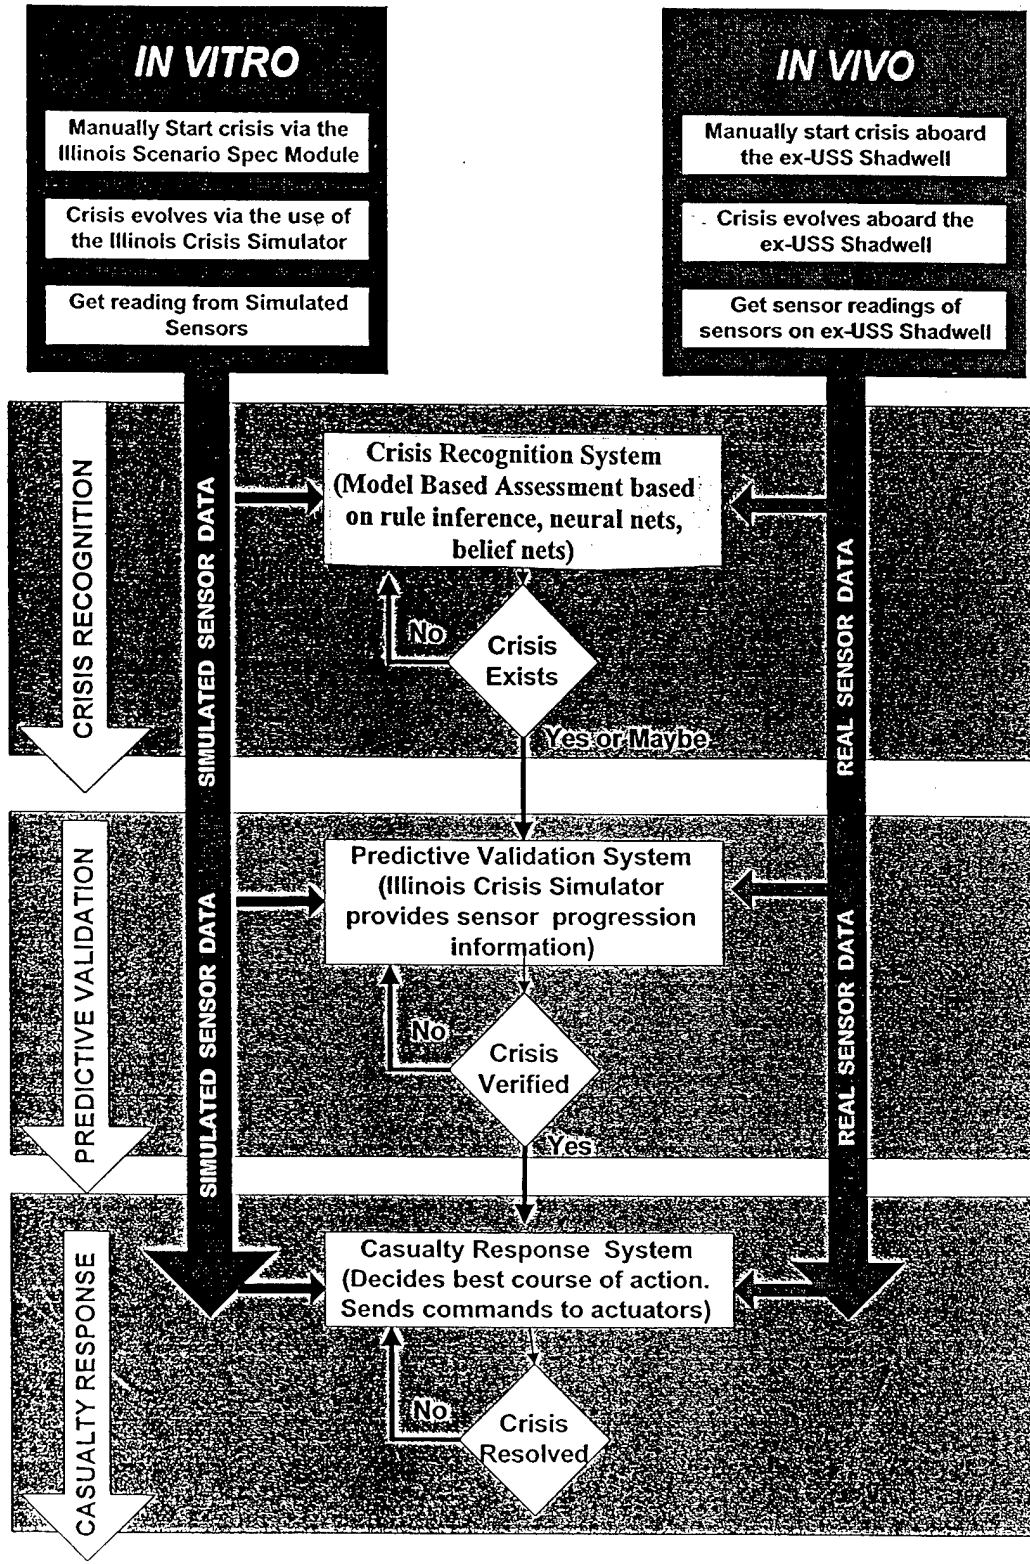 IN VITRO
Manually Start crisis via the
Illinois Scenario Spec Module
Crisis evolves via the use of
the Illinois Crisis Simulator
Get reading from Simulated
Sensors
IN VIVO
Manually start crisis aboard
the ex-USS Shadwell
Crisis evolves aboard the
ex-USS Shadwell
Get sensor readings of
sensors on ex-USS Shadwell
CRISIS RECOGNITION
SIMULATED SENSOR DATA
Crisis Recognition System
(Model Based Assessment based
on rule inference, neural nets,
belief nets)
No
Crisis
Exists
Yes or Maybe
REAL SENSOR DATA
PREDICTIVE VALIDATION
SIMULATED SENSOR DATA
Predictive Validation System
(Illinois Crisis Simulator
provides sensor progression
information)
No
Crisis
Verified
Yes
REAL SENSOR DATA
CASUALTY RESPONSE
Casualty Response System
(Decides best course of action.
Sends commands to actuators)
No
Crisis
Resolved